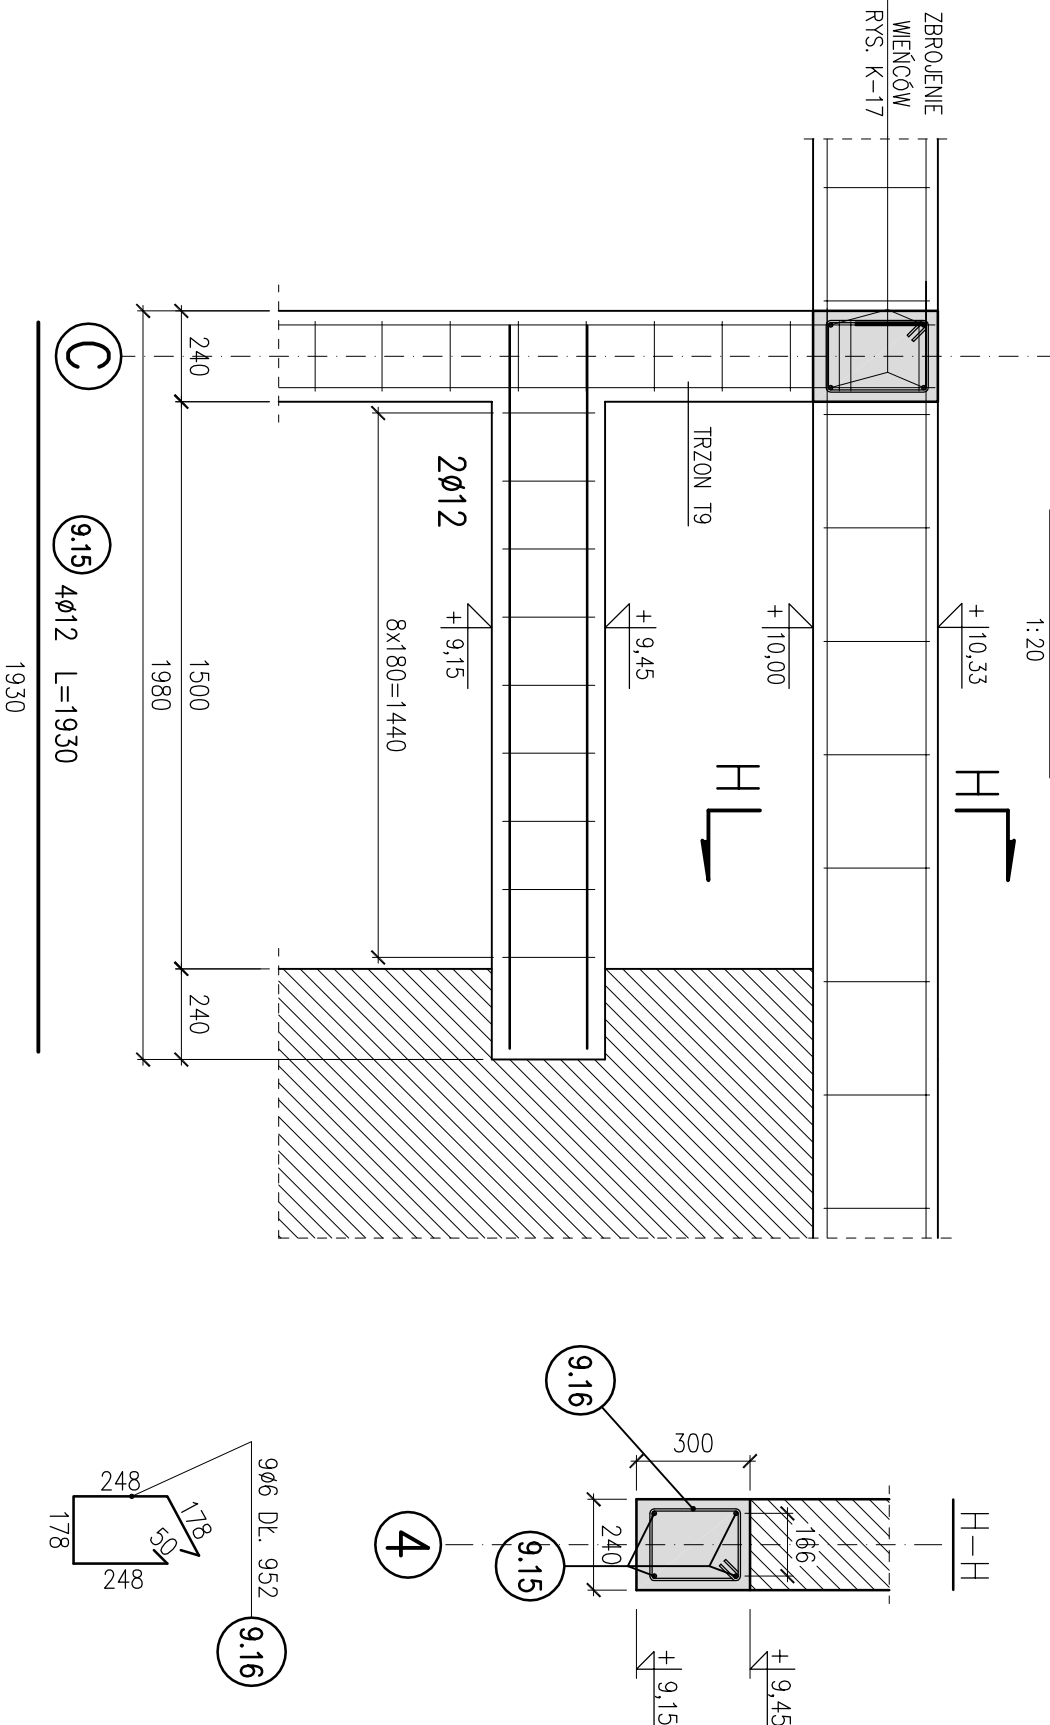 1:20
ZBROJENIE
WIEŃCÓW
RYS. K-17
+ 10,33
+ 10,00
H
H
TRZON T9
+ 9,45
+ 9,15
2ø12
8x180=1440
240
1500
240
1980
C
9.15
4ø12 L=1930
1930
H-H
166
+ 9,45
+ 9,15
300
240
9.16
9.15
4
9ø6 DŁ. 952
9.16
248
178
50
178
248